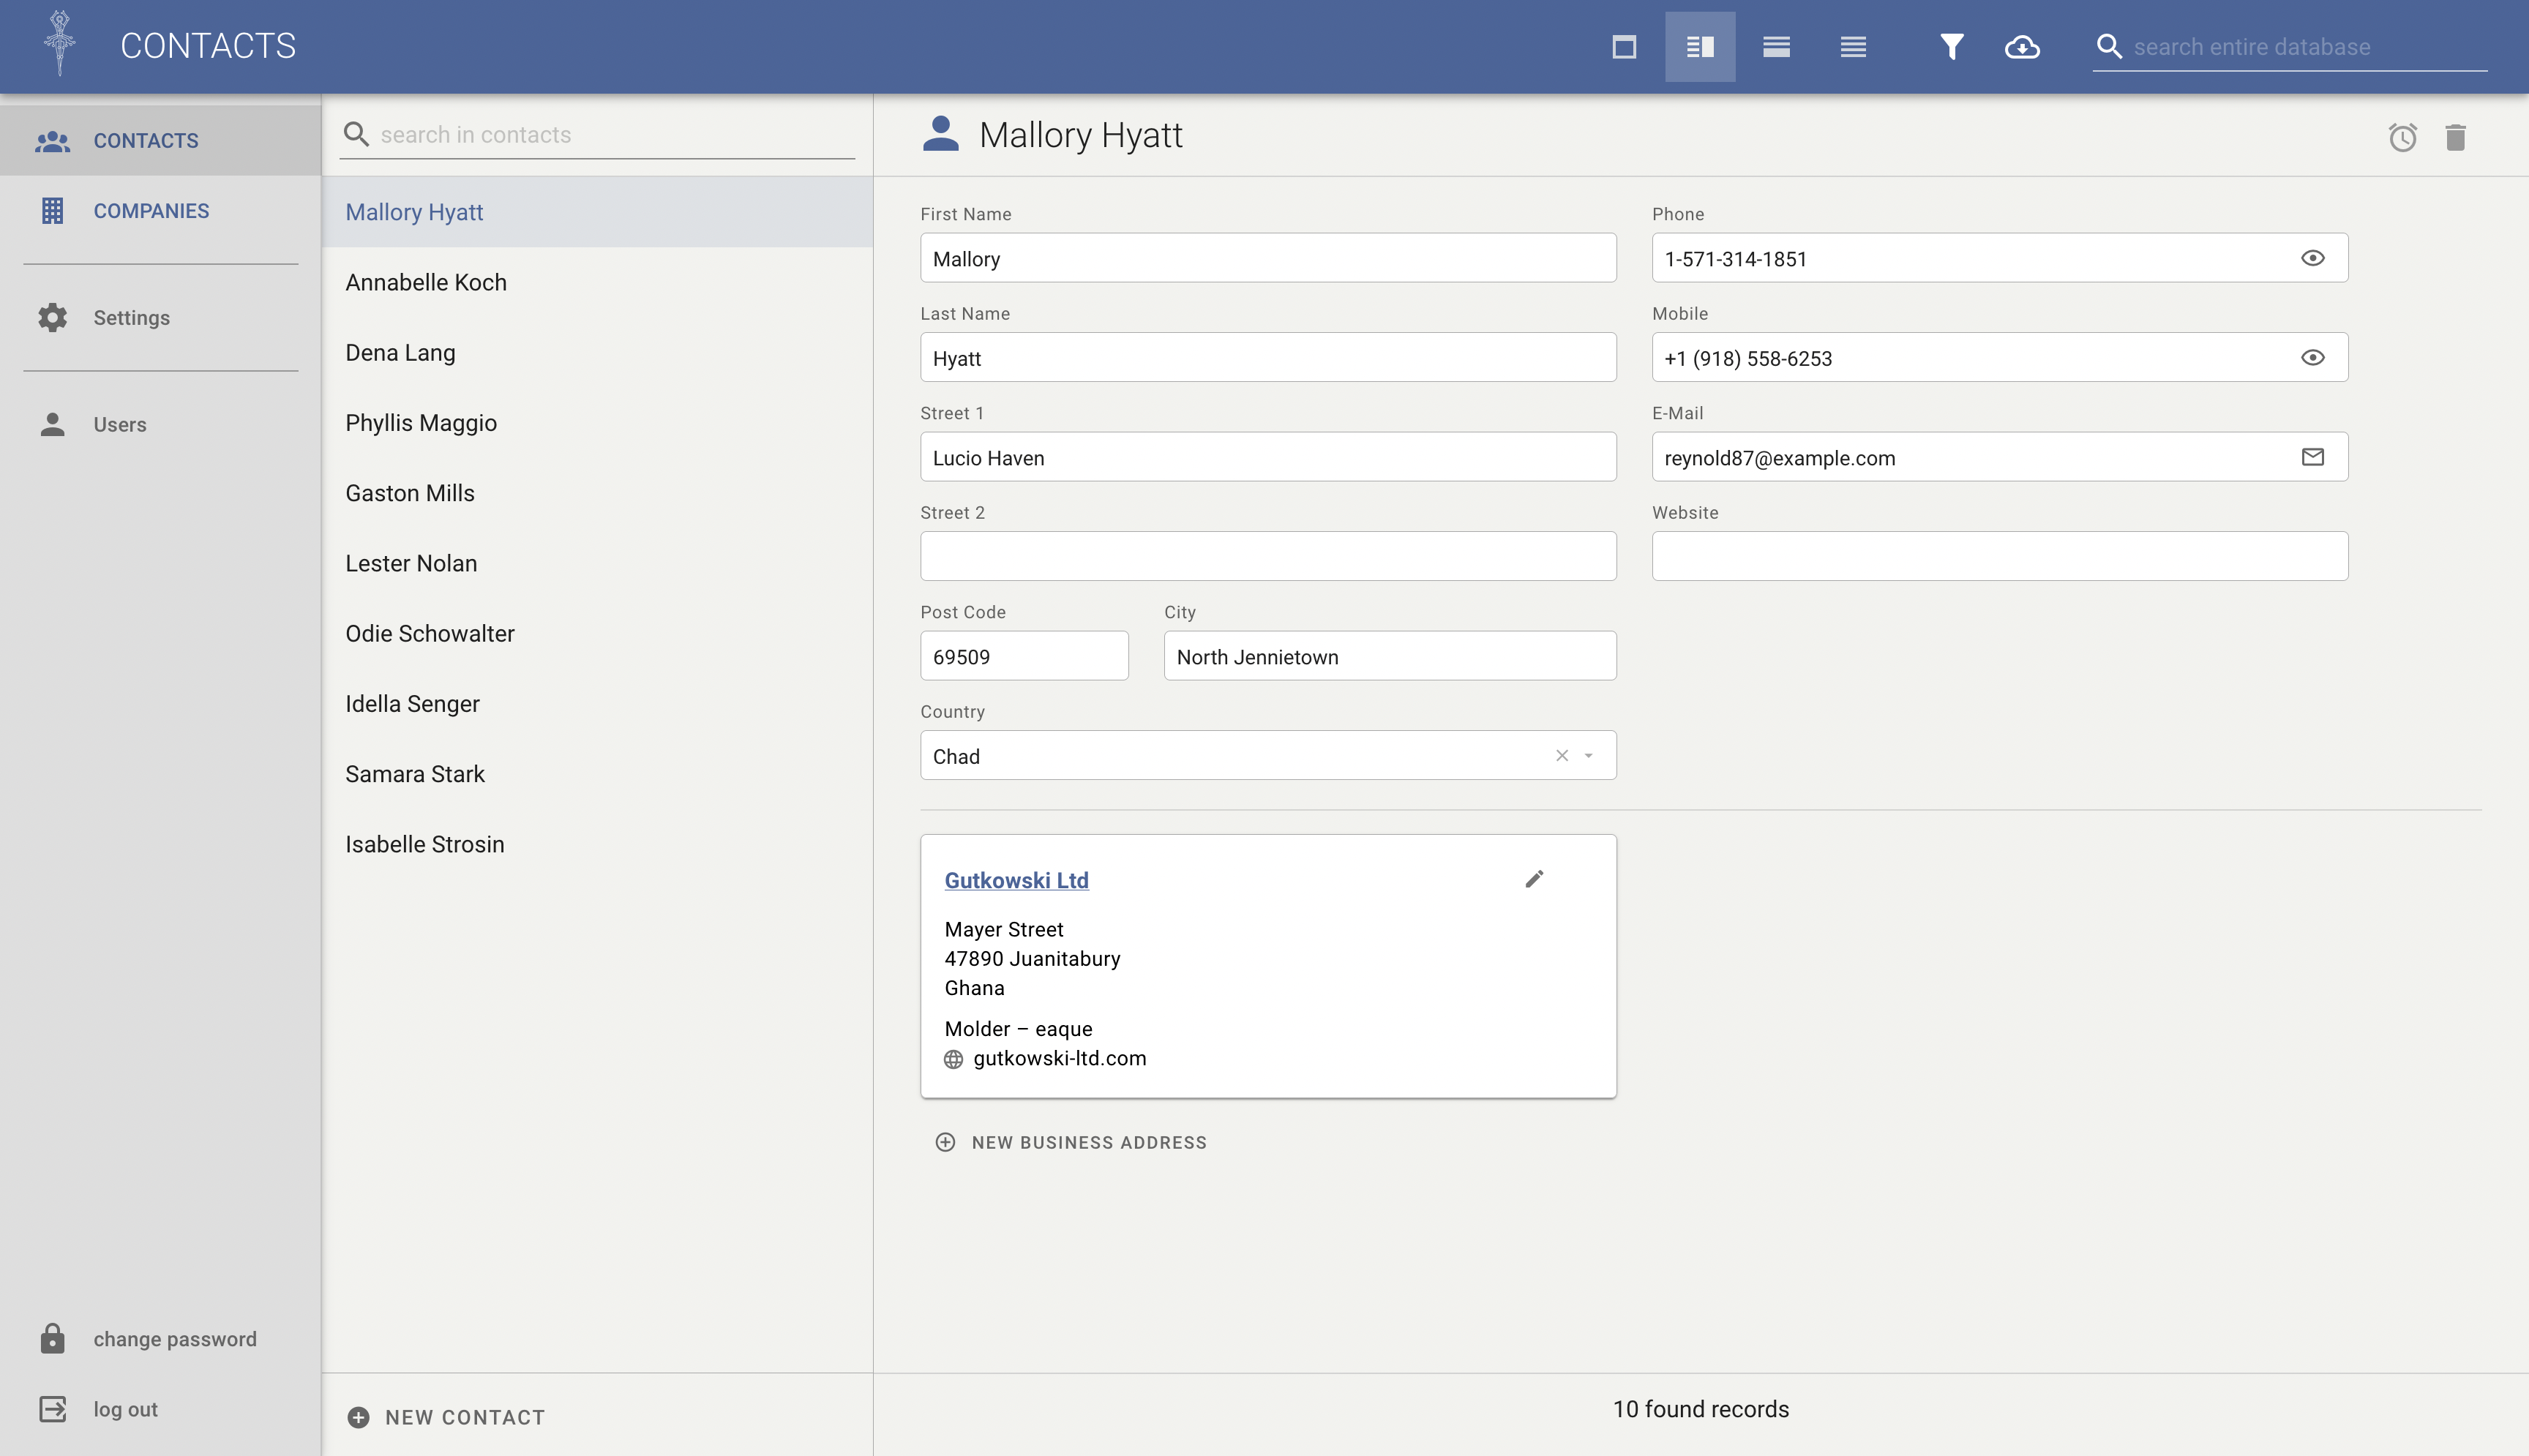 CONTACTS
search entire database
CONTACTS
COMPANIES
Settings
Users
change password
log out
search in contacts
Mallory Hyatt
Annabelle Koch
Dena Lang
Phyllis Maggio
Gaston Mills
Lester Nolan
Odie Schowalter
Idella Senger
Samara Stark
Isabelle Strosin
NEW CONTACT
Mallory Hyatt
First Name
Mallory
Last Name
Hyatt
Street 1
Lucio Haven
Street 2
Post Code
69509
City
North Jennietown
Country
Chad
Phone
1-571-314-1851
Mobile
+1 (918) 558-6253
E-Mail
reynold87@example.com
Website
Gutkowski Ltd
Mayer Street
47890 Juanitabury
Ghana
Molder – eaque
gutkowski-ltd.com
NEW BUSINESS ADDRESS
10 found records